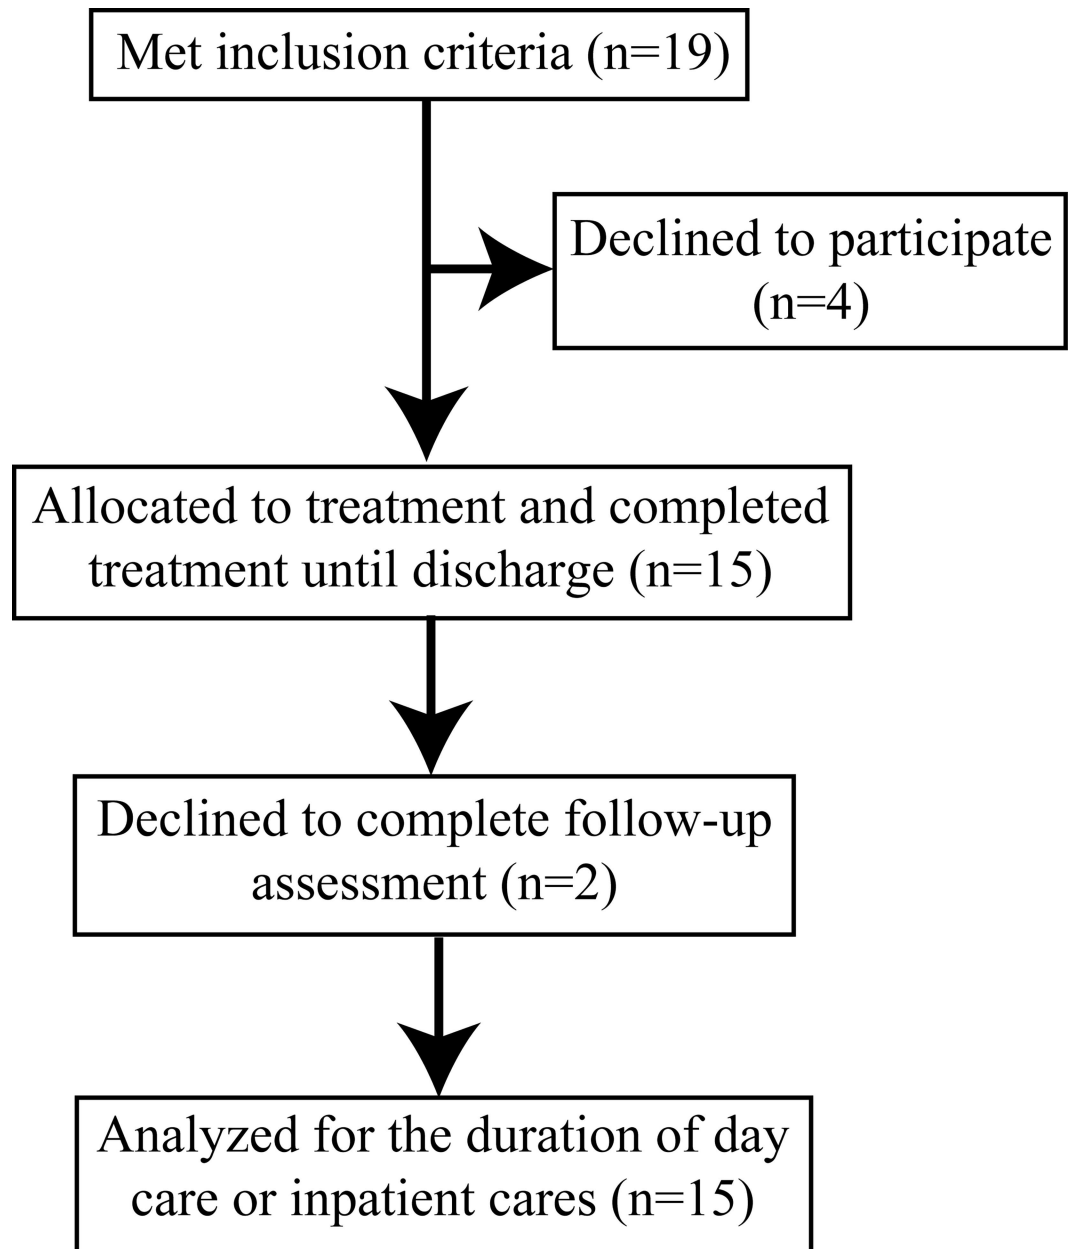 Met inclusion criteria (n=19)
Declined to participate
(n=4)
Allocated to treatment and completed
treatment until discharge (n=15)
Declined to complete follow-up
assessment (n=2)
Analyzed for the duration of day
care or inpatient cares (n=15)